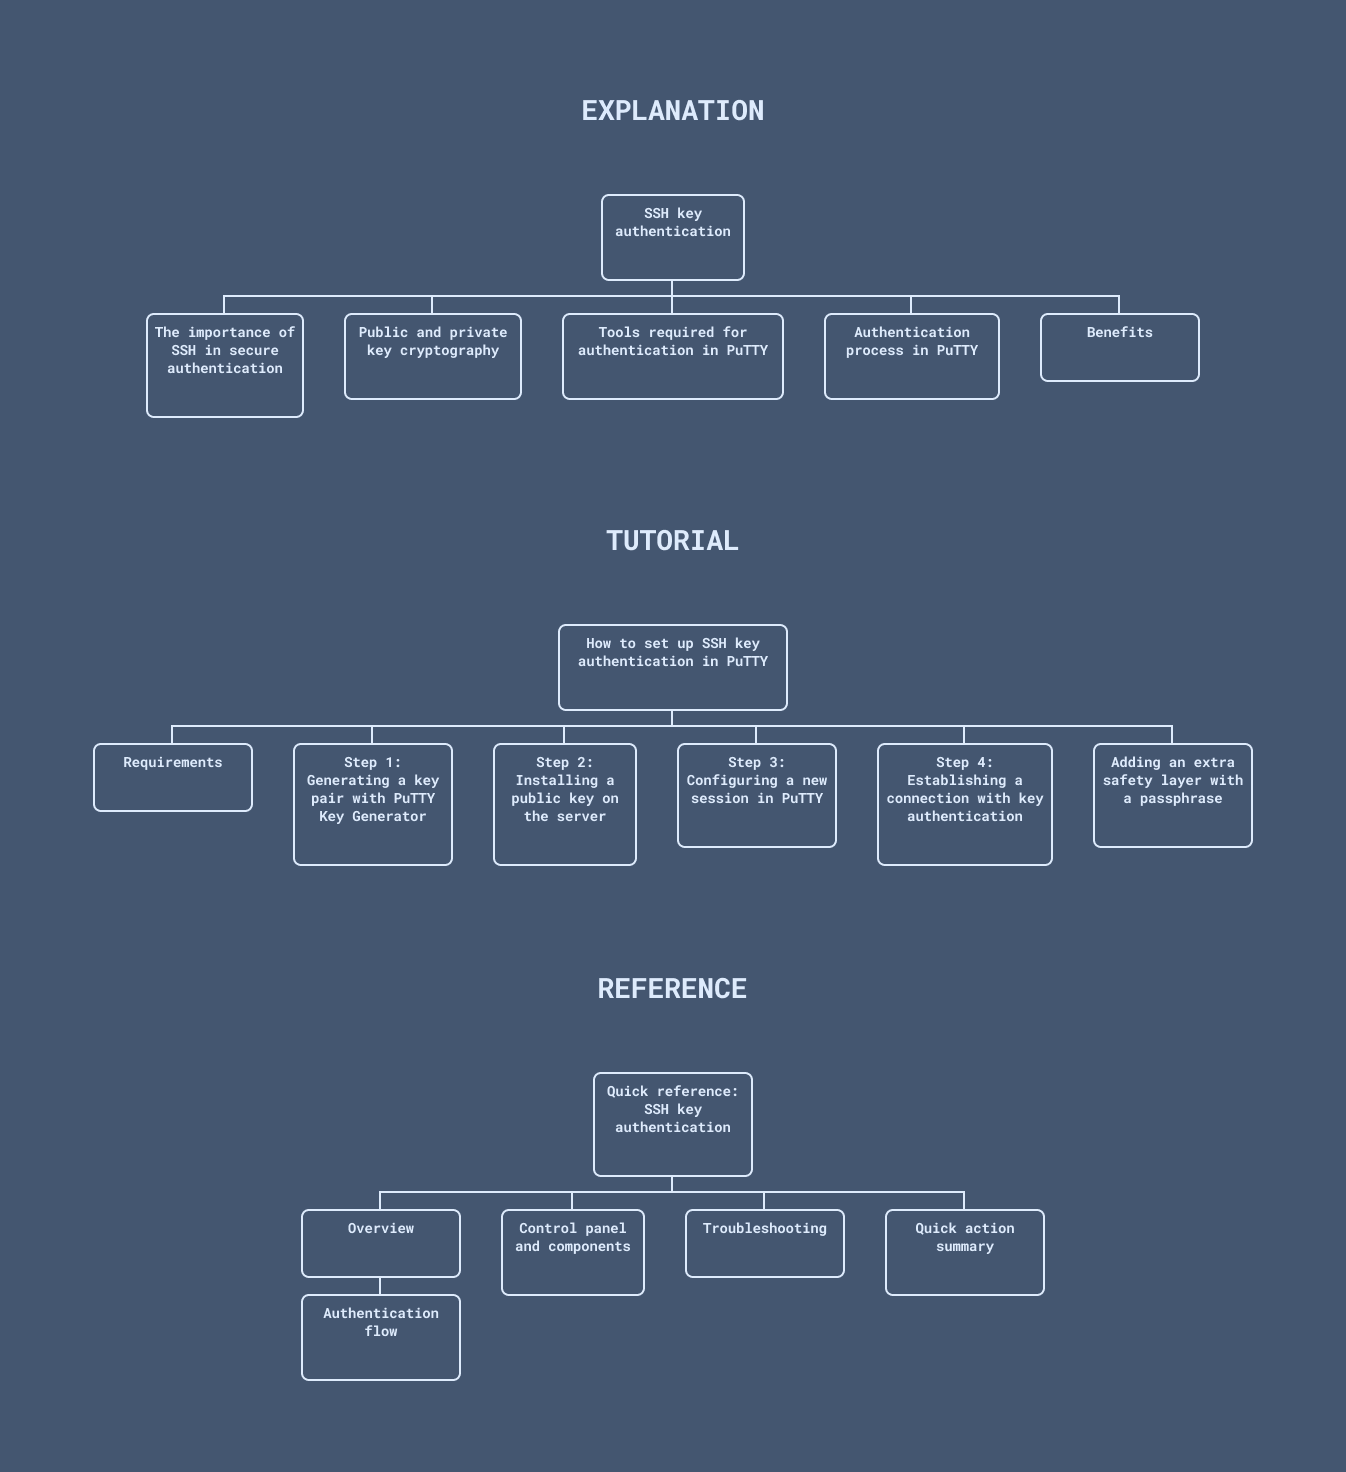 EXPLANATION
SSH key
authentication
The importance of
SSH in secure
authentication
Public and private
key cryptography
Tools required for
authentication in PuTTY
Authentication
process in PuTTY
Benefits
TUTORIAL
How to set up SSH key
authentication in PuTTY
Requirements
Step 1:
Generating a key
pair with PuTTY
Key Generator
Step 2:
Installing a
public key on
the server
Step 3:
Configuring a new
session in PuTTY
Step 4:
Establishing a
connection with key
authentication
Adding an extra
safety layer with
a passphrase
REFERENCE
Quick reference:
SSH key
authentication
Overview
Control panel
and components
Troubleshooting
Quick action
summary
Authentication
flow